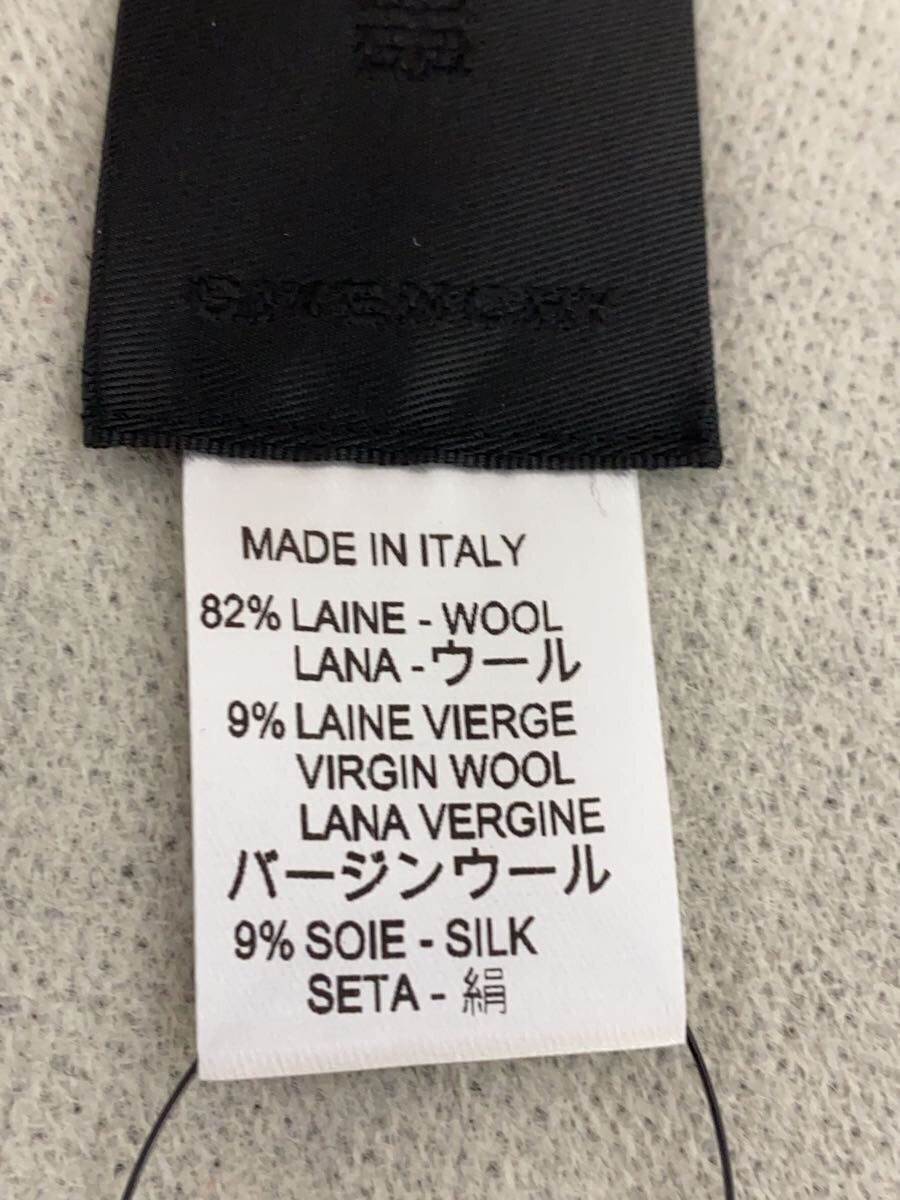 GIVENCHY
MADE IN ITALY
82% LAINE - WOOL
LANA - ウール
9% LAINE VIERGE
VIRGIN WOOL
LANA VERGINE
バージンウール
9% SOIE - SILK
SETA - 絹